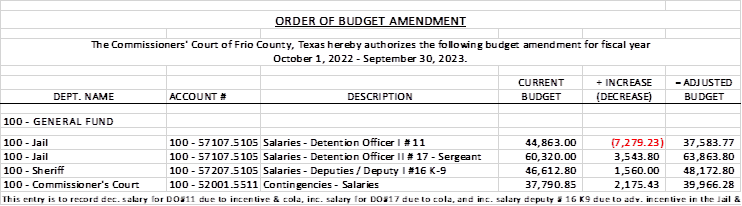 ORDER OF BUDGET AMENDMENT
The Commissioners' Court of Frio County, Texas hereby authorizes the following budget amendment for fiscal year
October 1, 2022 - September 30, 2023.
CURRENT + INCREASE = ADJUSTED
DEPT. NAME ACCOUNT # DESCRIPTION BUDGET (DECREASE) BUDGET
100 - GENERAL FUND
100 - Jail 100 - 57107.5105 Salaries - Detention Officer I # 11 44,863.00 (7,279.23) 37,583.77
100 - Jail 100 - 57107.5105 Salaries - Detention Officer II # 17 - Sergeant 60,320.00 3,543.80 63,863.80
100 - Sheriff 100 - 57207.5105 Salaries - Deputies / Deputy I #16 K-9 46,612.80 1,560.00 48,172.80
100 - Commissioner's Court 100 - 52001.5511 Contingencies - Salaries 37,790.85 2,175.43 39,966.28
This entry is to record dec. salary for DO#11 due to incentive & cola, inc. salary for DO#17 due to cola, and inc. salary deputy # 16 K9 due to adv. incentive in the Jail &